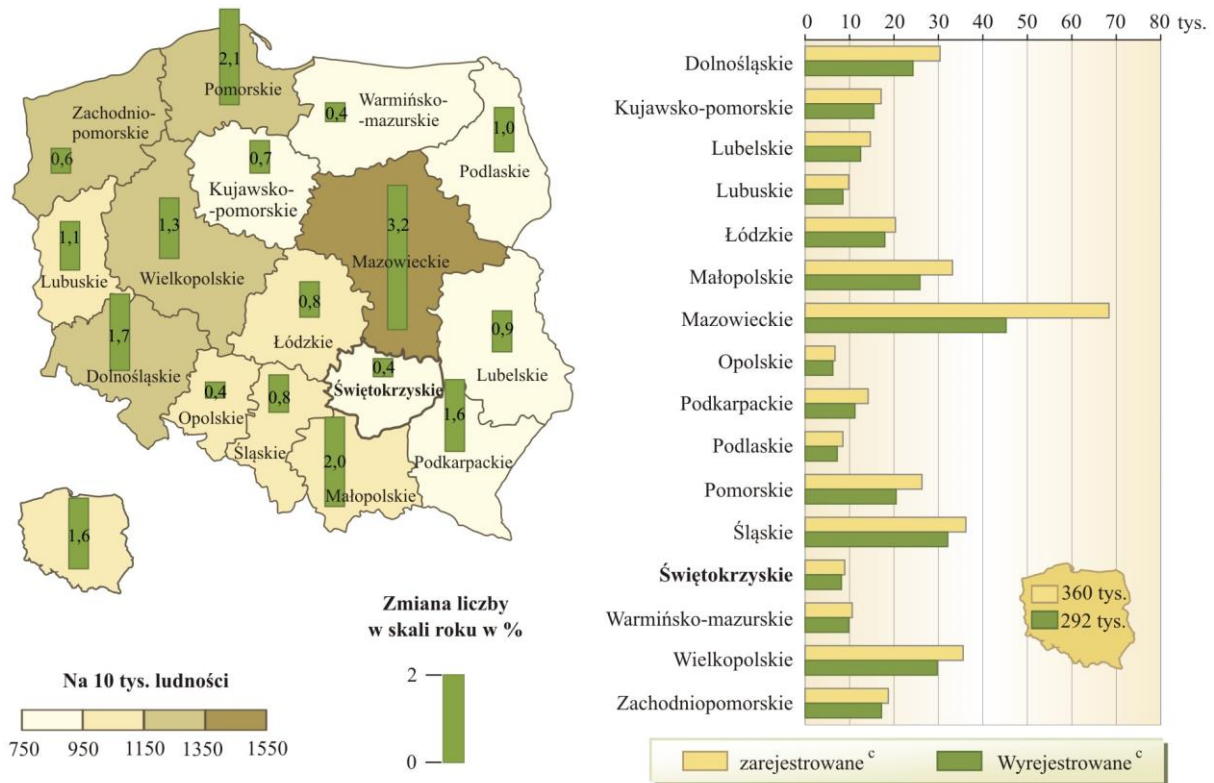 2,1
Pomorskie
Zachodnio-
pomorskie
0,6
0,4
Warmińsko-
-mazurskie
1,0
Podlaskie
0,7
Kujawsko-
-pomorskie
1,1
Lubuskie
1,3
Wielkopolskie
3,2
Mazowieckie
1,7
Dolnośląskie
0,8
Łódzkie
0,9
Lubelskie
0,4
Świętokrzyskie
0,4
Opolskie
0,8
Śląskie
2,0
Małopolskie
1,6
Podkarpackie
1,6
Zmiana liczby
w skali roku w %
2
0
Na 10 tys. ludności
750 950 1150 1350 1550
0 10 20 30 40 50 60 70 80 tys.
Dolnośląskie
Kujawsko-pomorskie
Lubelskie
Lubuskie
Łódzkie
Małopolskie
Mazowieckie
Opolskie
Podkarpackie
Podlaskie
Pomorskie
Śląskie
Świętokrzyskie
Warmińsko-mazurskie
Wielkopolskie
Zachodniopomorskie
360 tys.
292 tys.
zarejestrowane c
Wyrejestrowane c